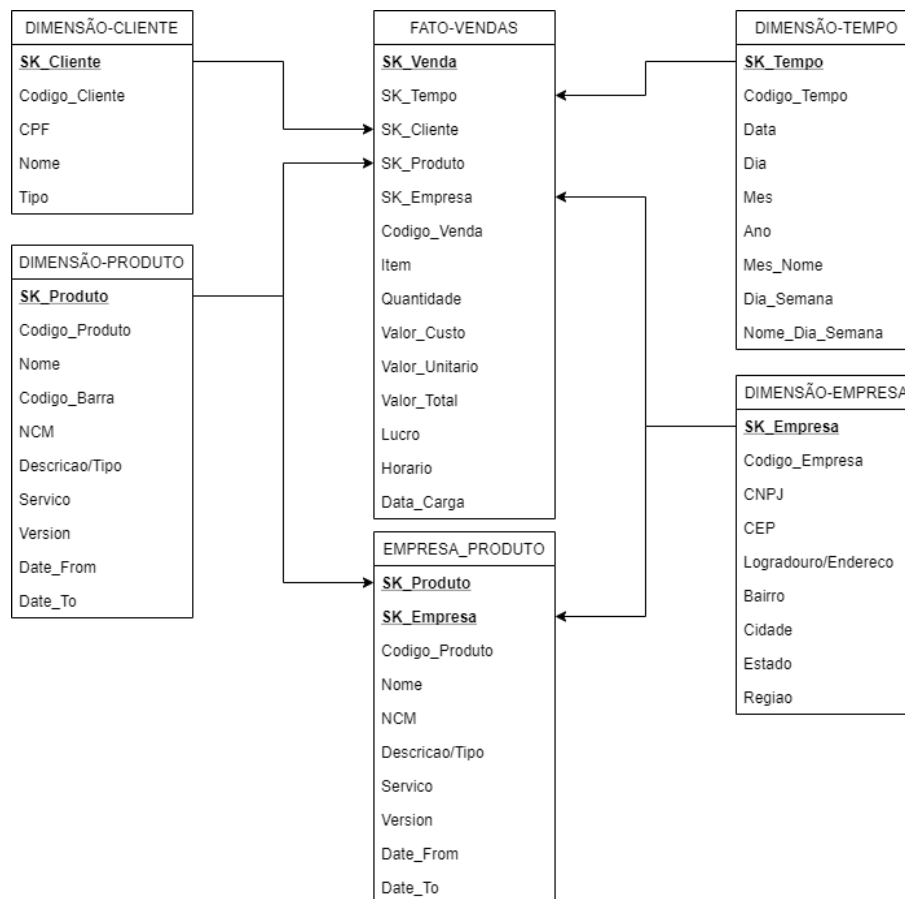 DIMENSÃO-CLIENTE
SK_Cliente
Codigo_Cliente
CPF
Nome
Tipo
DIMENSÃO-PRODUTO
SK_Produto
Codigo_Produto
Nome
Codigo_Barra
NCM
Descricao/Tipo
Servico
Version
Date_From
Date_To
FATO-VENDAS
SK_Venda
SK_Tempo
SK_Cliente
SK_Produto
SK_Empresa
Codigo_Venda
Item
Quantidade
Valor_Custo
Valor_Unitario
Valor_Total
Lucro
Horario
Data_Carga
EMPRESA_PRODUTO
SK_Produto
SK_Empresa
Codigo_Produto
Nome
NCM
Descricao/Tipo
Servico
Version
Date_From
Date_To
DIMENSÃO-TEMPO
SK_Tempo
Codigo_Tempo
Data
Dia
Mes
Ano
Mes_Nome
Dia_Semana
Nome_Dia_Semana
DIMENSÃO-EMPRESA
SK_Empresa
Codigo_Empresa
CNPJ
CEP
Logradouro/Endereco
Bairro
Cidade
Estado
Regiao